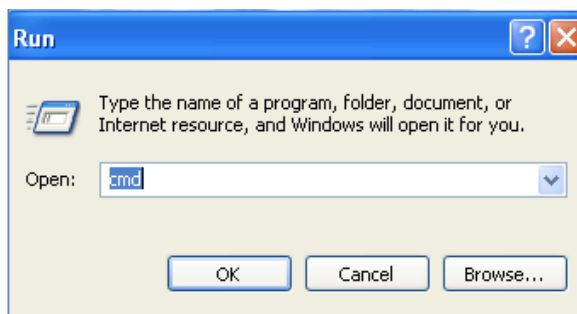 Run
Type the name of a program, folder, document, or
Internet resource, and Windows will open it for you.
Open: cmd
OK Cancel Browse...